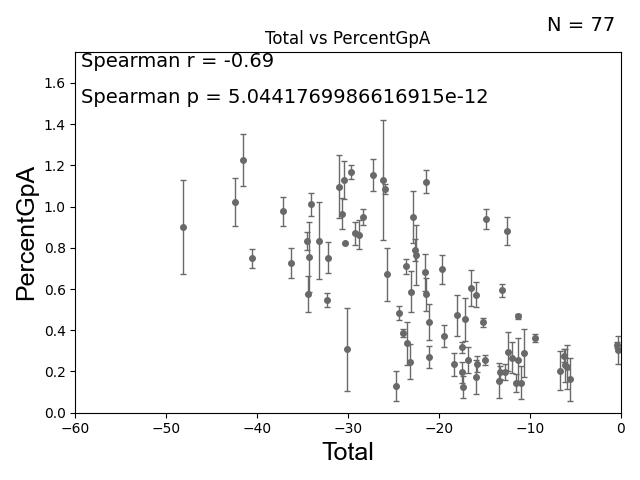 N = 77
Total vs PercentGpA
Spearman r = -0.69
Spearman p = 5.0441769986616915e-12
PercentGpA
1.6
1.4
1.2
1.0
0.8
0.6
0.4
0.2
0.0
−60 −50 −40 −30 −20 −10 0
Total